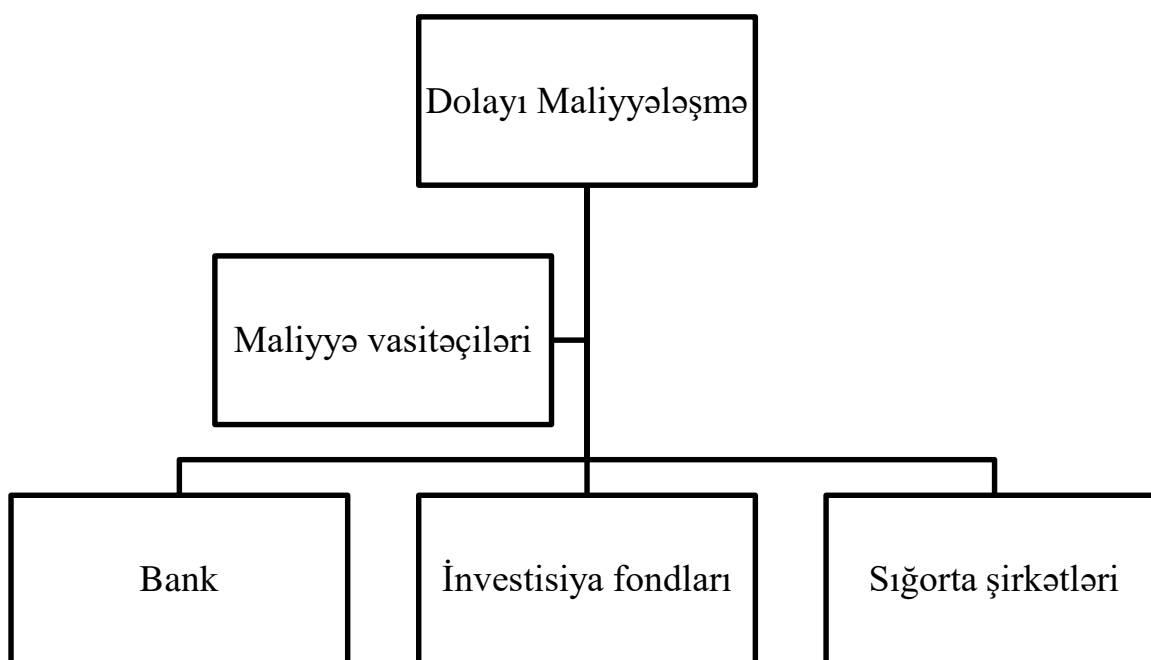 Dolayı Maliyyələşmə
Maliyyə vasitəçiləri
Bank
İnvestisiya fondları
Sığorta şirkətləri